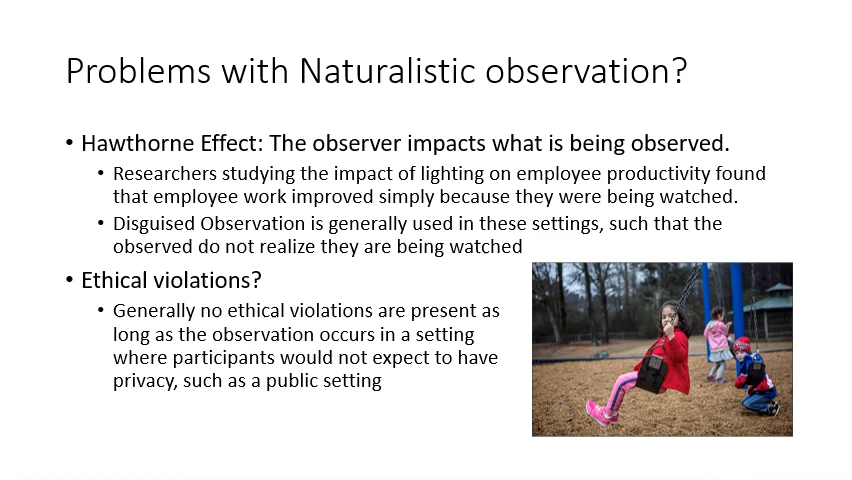 Problems with Naturalistic observation?
• Hawthorne Effect: The observer impacts what is being observed.
• Researchers studying the impact of lighting on employee productivity found
that employee work improved simply because they were being watched.
• Disguised Observation is generally used in these settings, such that the
observed do not realize they are being watched
• Ethical violations?
• Generally no ethical violations are present as
long as the observation occurs in a setting
where participants would not expect to have
privacy, such as a public setting